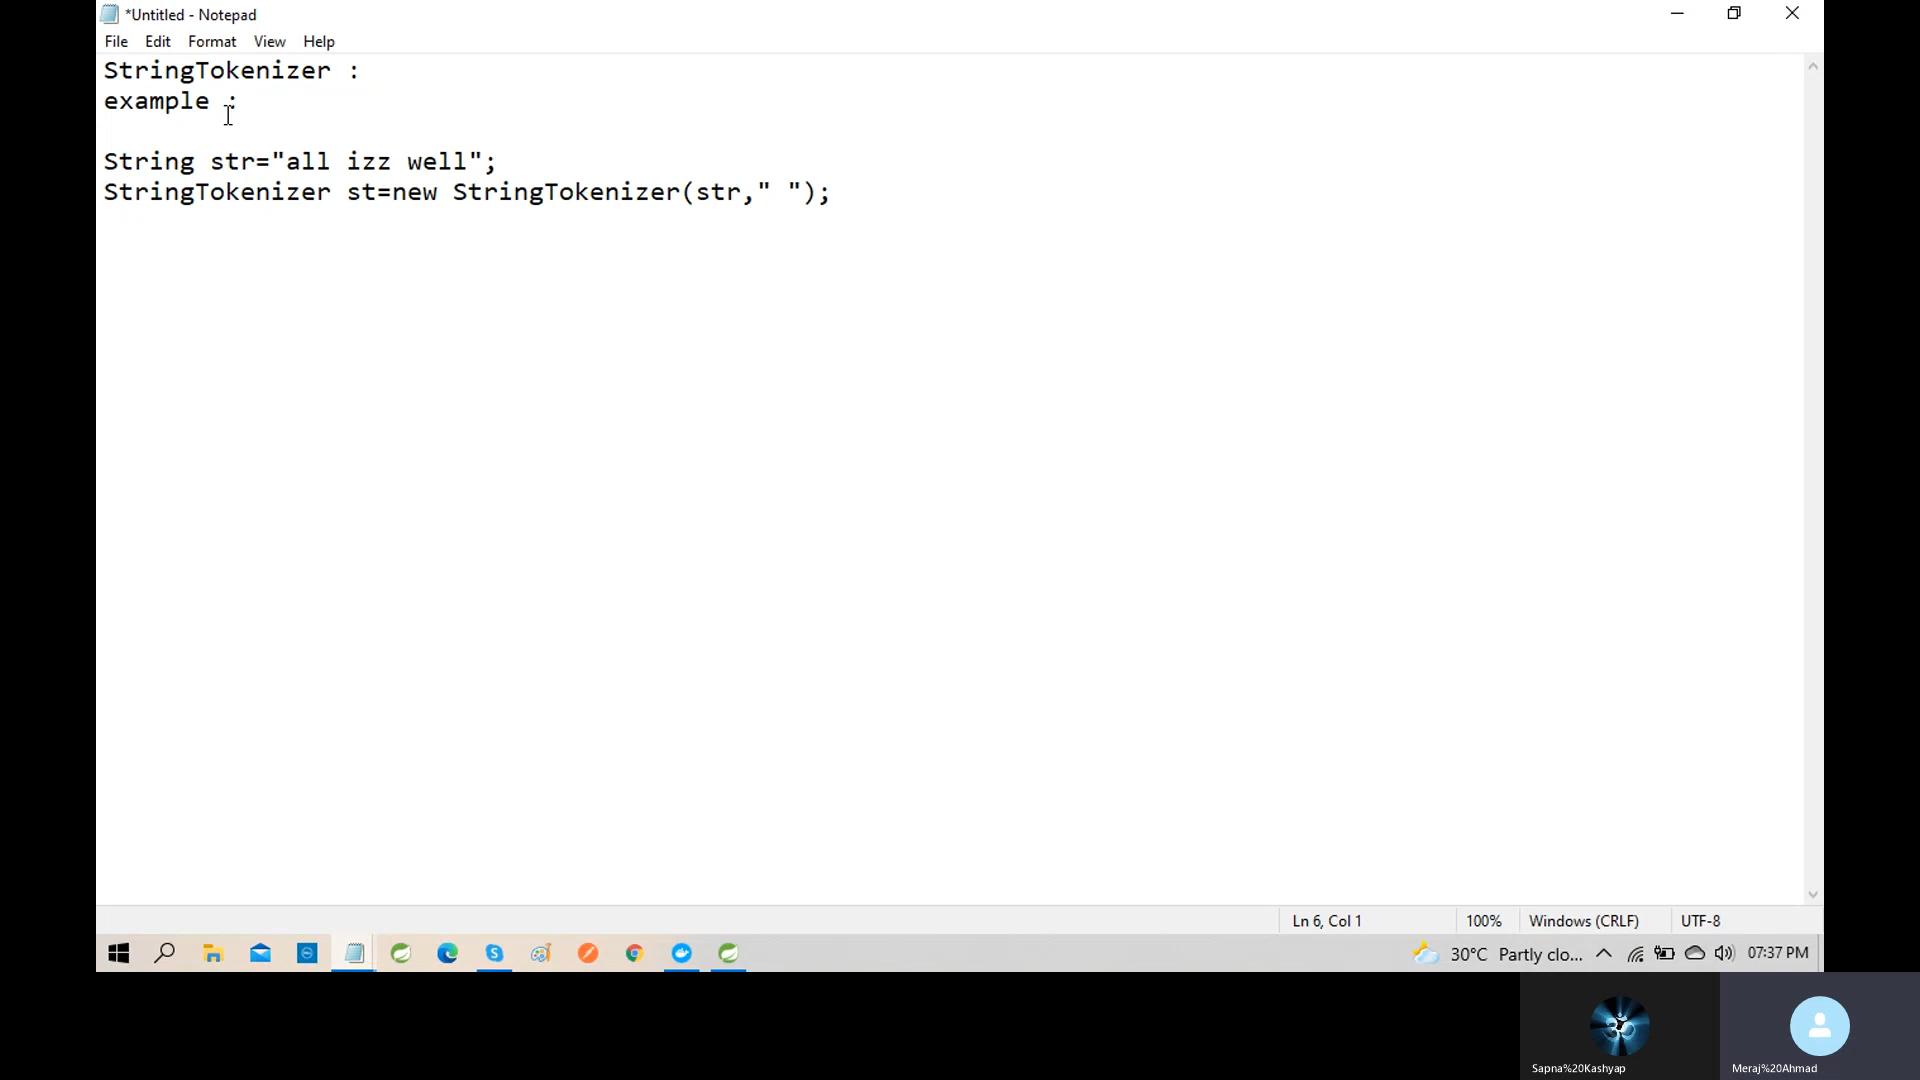 *Untitled - Notepad
File Edit Format View Help
StringTokenizer :
example :
String str="all izz well";
StringTokenizer st=new StringTokenizer(str," ");
Ln 6, Col 1 100% Windows (CRLF) UTF-8
30°C Partly clo... 07:37 PM
Sapna%20Kashyap Meraj%20Ahmad